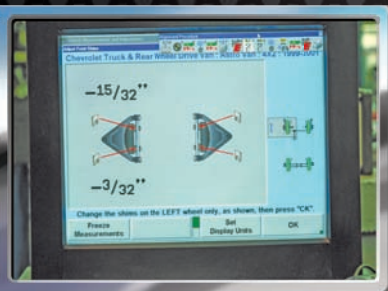 Chevrolet Truck & Rear Wheel Drive Van : Astro Van : 4X2 : 1999-2001
–15/32"
–3/32"
Change the shims on the LEFT wheel only, as shown, then press "OK".
Freeze
Measurements
Set
Display Units
OK